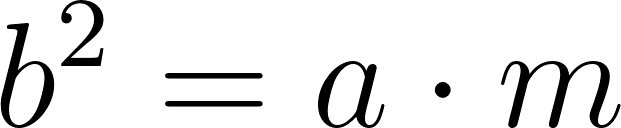 b² = a · m